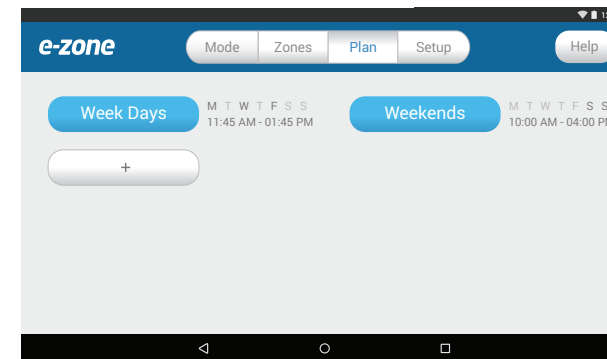 e-zone Mode Zones Plan Setup Help
Week Days M T W T F S S Weekends M T W T F S S
11:45 AM - 01:45 PM 10:00 AM - 04:00
+